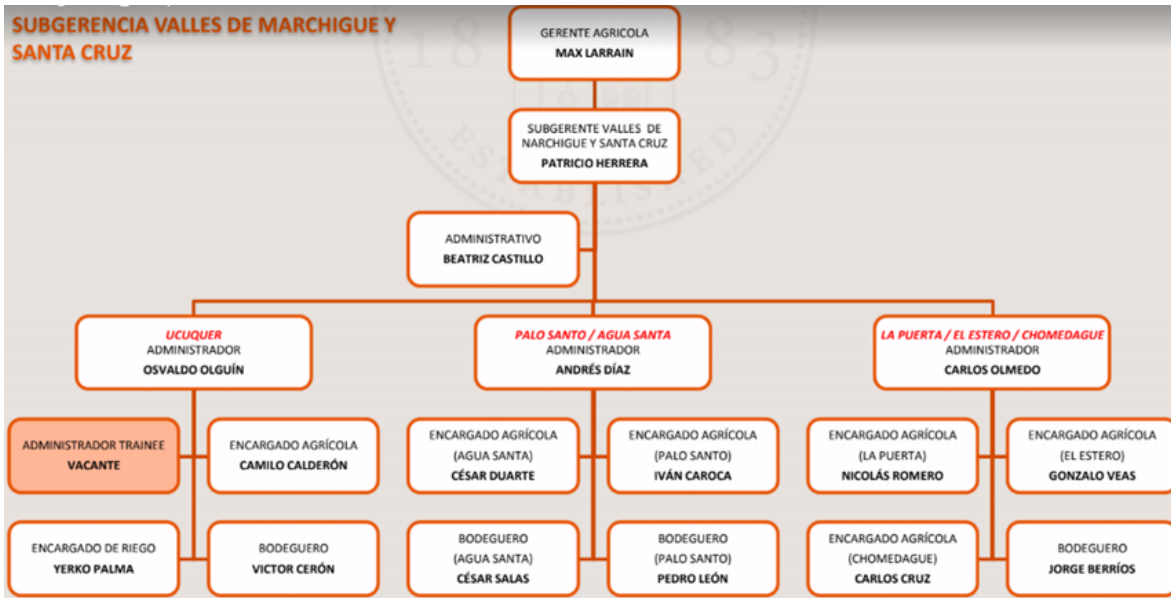 SUBGERENCIA VALLES DE MARCHIGUE Y
SANTA CRUZ
18 83
ESTABLISHED
GERENTE AGRICOLA
MAX LARRAIN
SUBGERENTE VALLES DE
NARCHIGUE Y SANTA CRUZ
PATRICIO HERRERA
ADMINISTRATIVO
BEATRIZ CASTILLO
UCUQUER
ADMINISTRADOR
OSVALDO OLGUÍN
PALO SANTO / AGUA SANTA
ADMINISTRADOR
ANDRÉS DÍAZ
LA PUERTA / EL ESTERO / CHOMEDAGUE
ADMINISTRADOR
CARLOS OLMEDO
ADMINISTRADOR TRAINEE
VACANTE
ENCARGADO AGRÍCOLA
CAMILO CALDERÓN
ENCARGADO AGRÍCOLA
(AGUA SANTA)
CÉSAR DUARTE
ENCARGADO AGRÍCOLA
(PALO SANTO)
IVÁN CAROCA
ENCARGADO AGRÍCOLA
(LA PUERTA)
NICOLÁS ROMERO
ENCARGADO AGRÍCOLA
(EL ESTERO)
GONZALO VEAS
ENCARGADO DE RIEGO
YERKO PALMA
BODEGUERO
VICTOR CERÓN
BODEGUERO
(AGUA SANTA)
CÉSAR SALAS
BODEGUERO
(PALO SANTO)
PEDRO LEÓN
ENCARGADO AGRÍCOLA
(CHOMEDAGUE)
CARLOS CRUZ
BODEGUERO
JORGE BERRÍOS